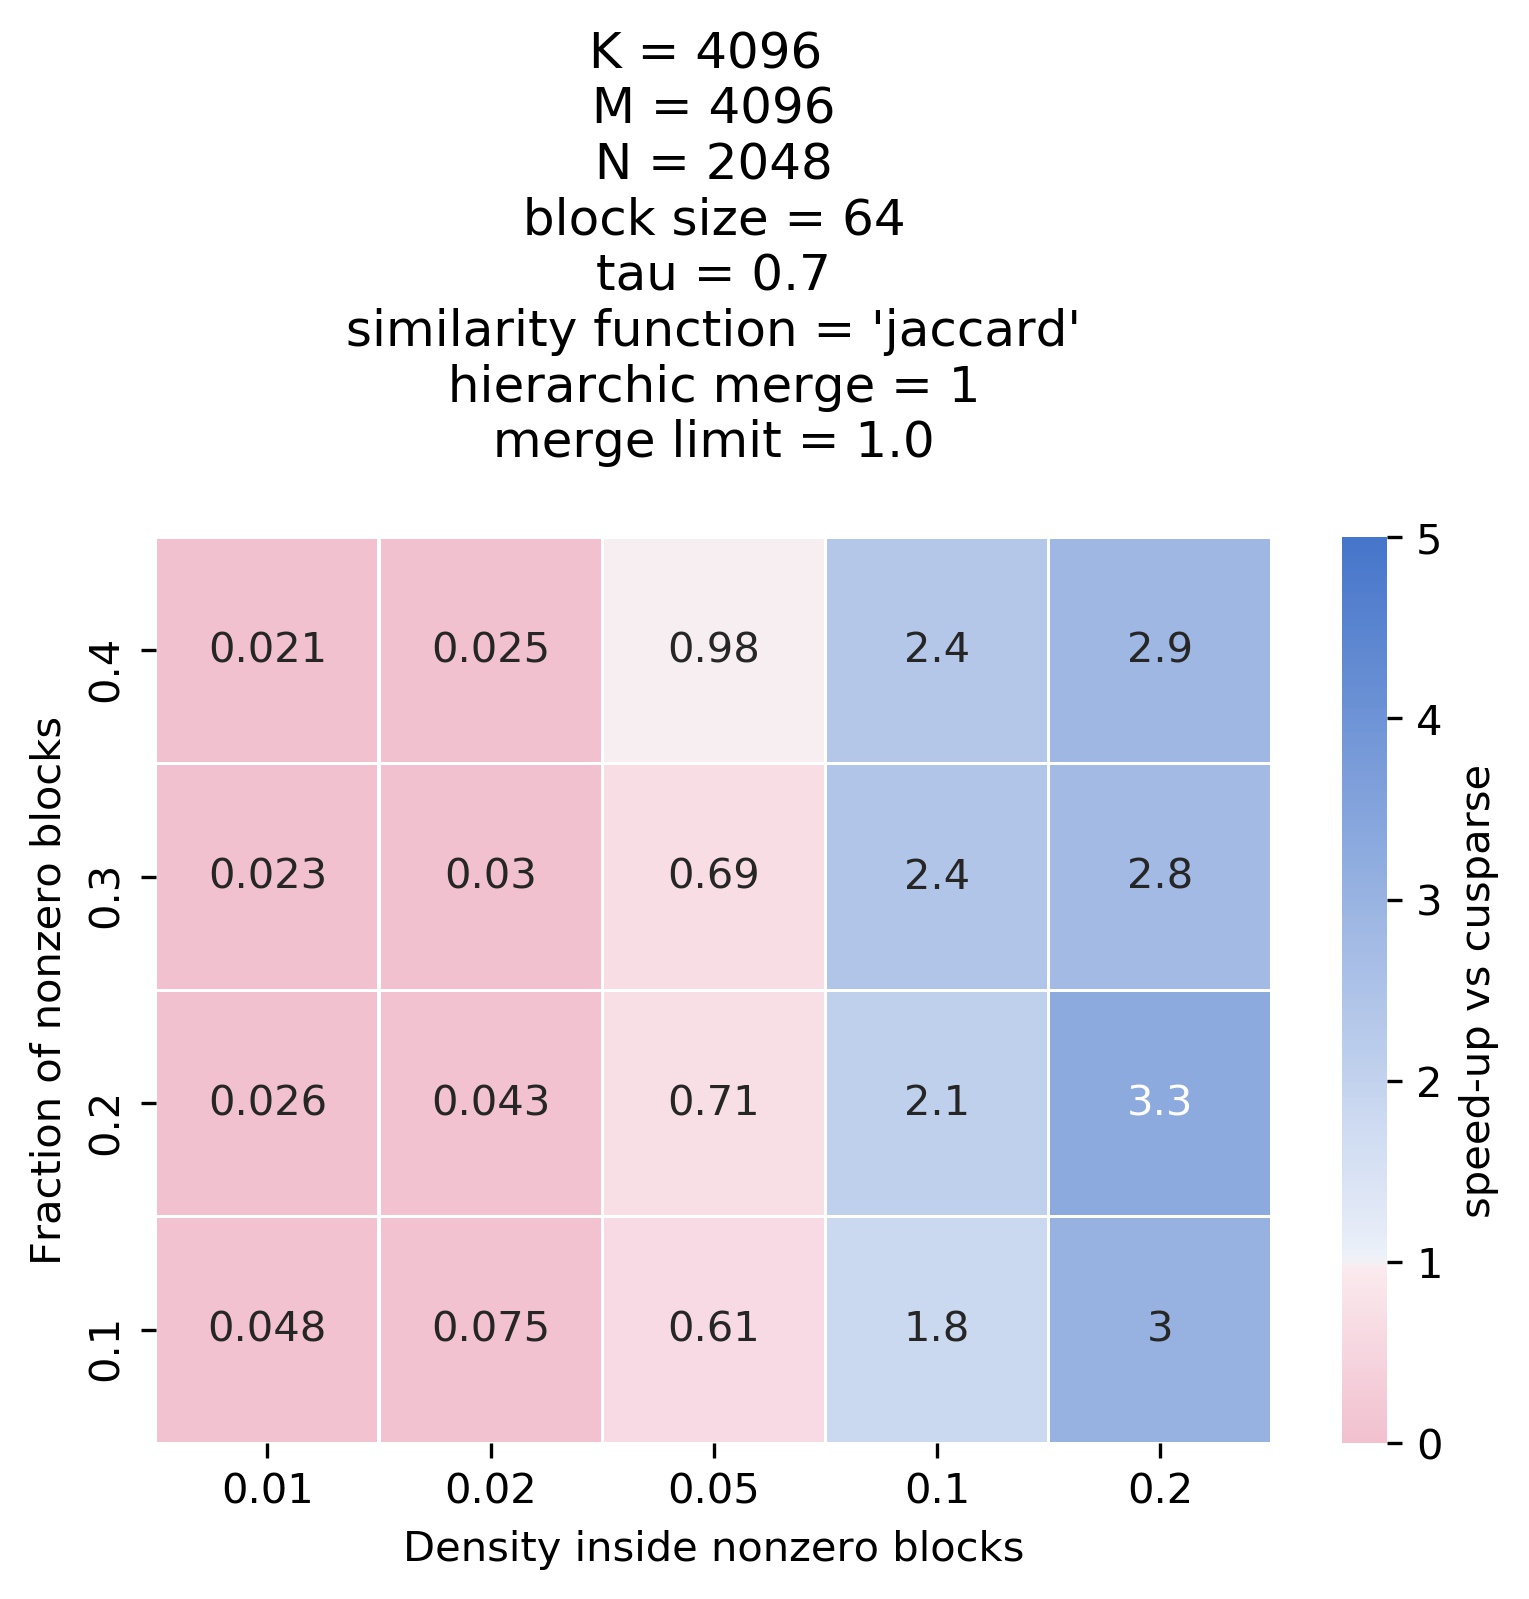 K = 4096
M = 4096
N = 2048
block size = 64
tau = 0.7
similarity function = 'jaccard'
hierarchic merge = 1
merge limit = 1.0
Fraction of nonzero blocks
0.4
0.021 0.025 0.98 2.4 2.9
0.3
0.023 0.03 0.69 2.4 2.8
0.2
0.026 0.043 0.71 2.1 3.3
0.1
0.048 0.075 0.61 1.8 3
0.01 0.02 0.05 0.1 0.2
Density inside nonzero blocks
5
4
3
2
1
0
speed-up vs cusparse